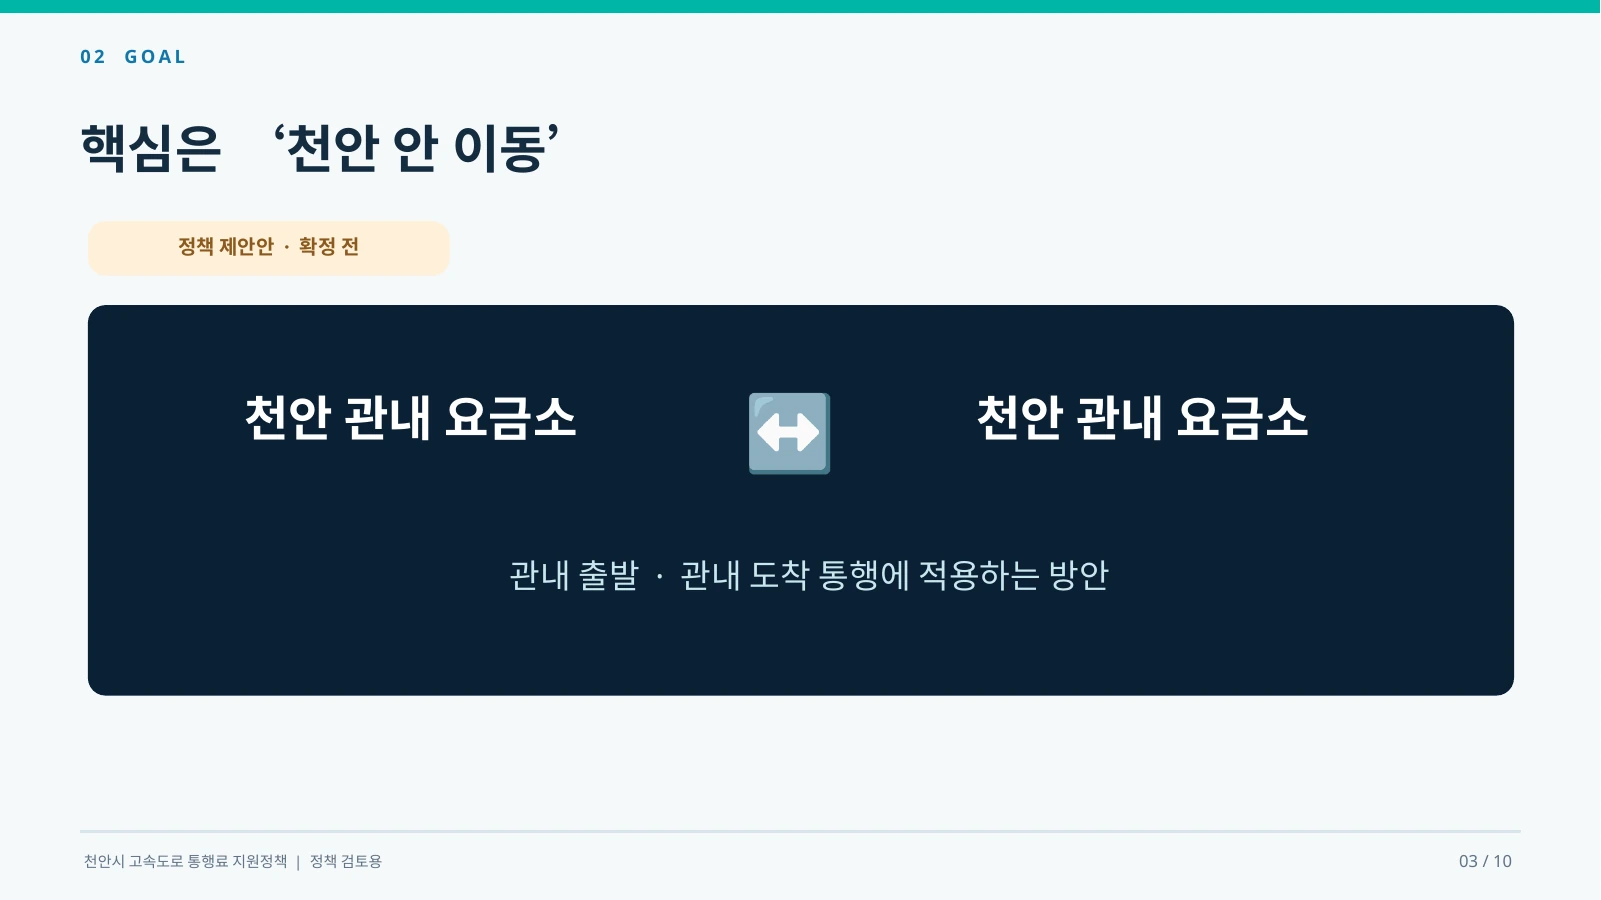 02 GOAL
핵심은 ‘천안 안 이동’
정책 제안안 · 확정 전
천안 관내 요금소 ↔️ 천안 관내 요금소
관내 출발 · 관내 도착 통행에 적용하는 방안
천안시 고속도로 통행료 지원정책 | 정책 검토용
03 / 10